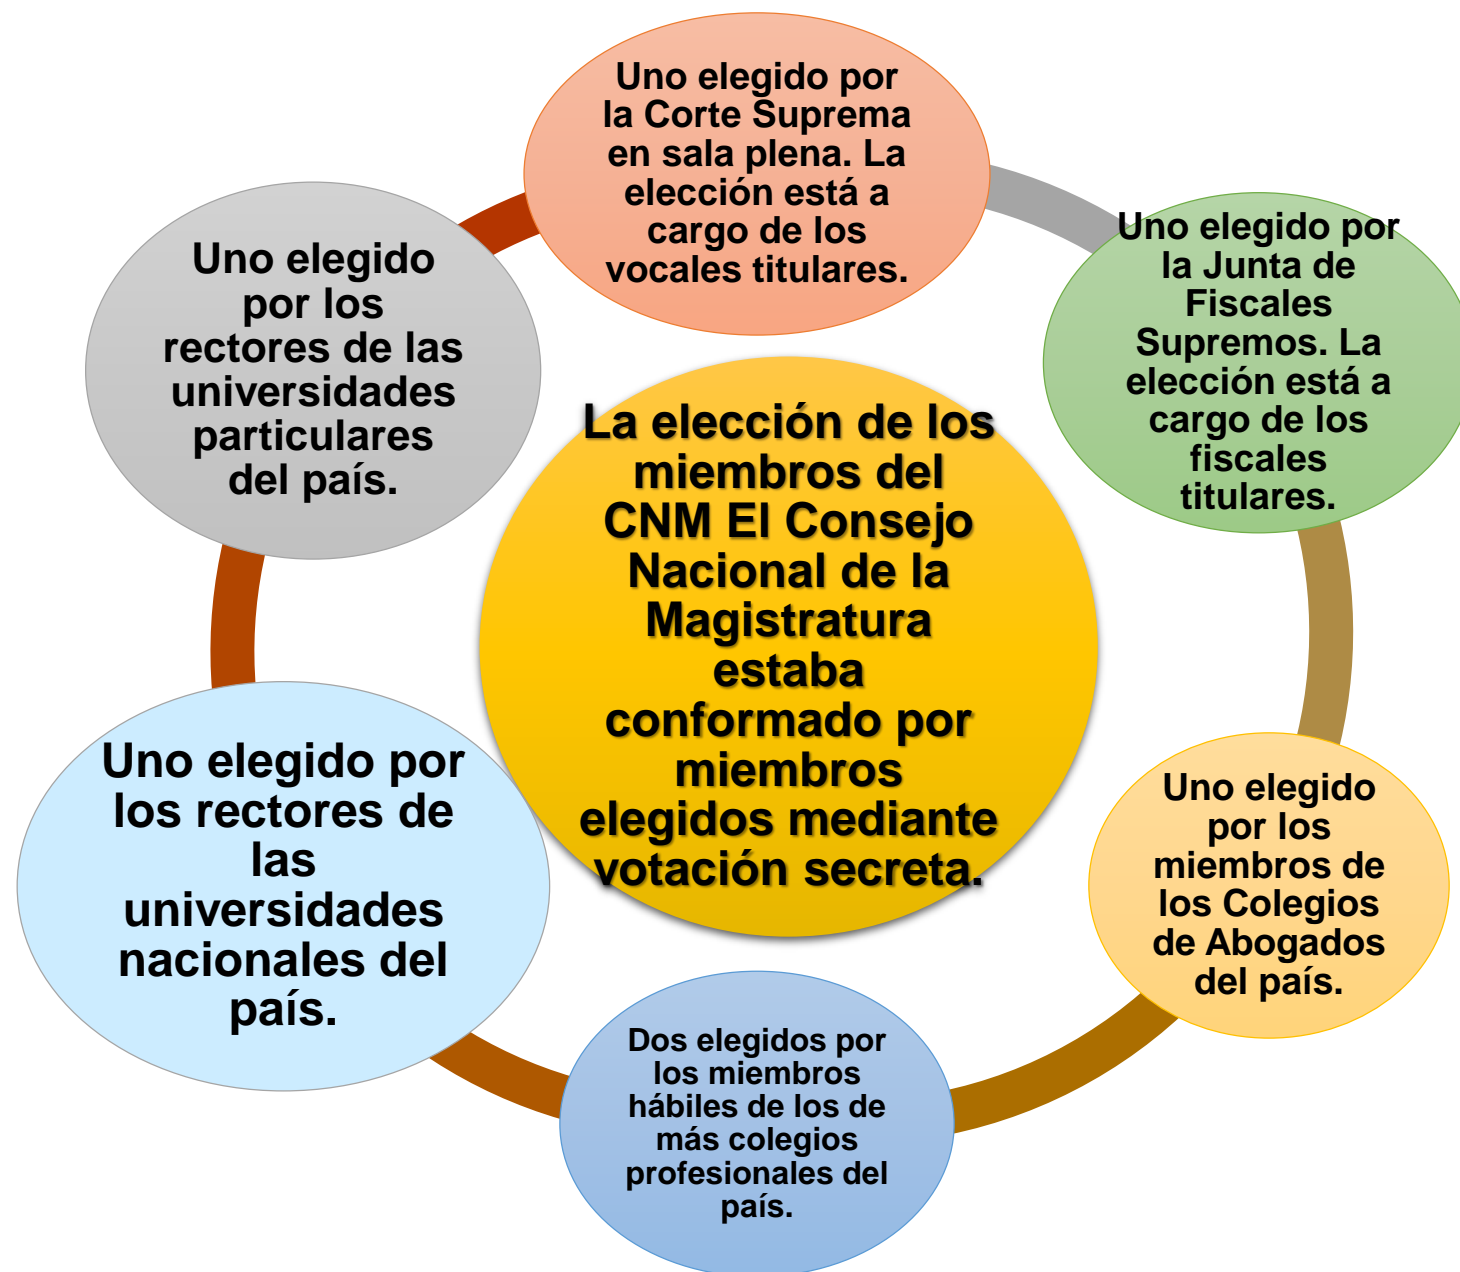 Uno elegido por
la Corte Suprema
en sala plena. La
elección está a
cargo de los
vocales titulares.
Uno elegido por
la Junta de
Fiscales
Supremos. La
elección está a
cargo de los
fiscales
titulares.
Uno elegido
por los
miembros de
los Colegios
de Abogados
del país.
Dos elegidos por
los miembros
hábiles de los de
más colegios
profesionales del
país.
Uno elegido por
los rectores de
las
universidades
nacionales del
país.
Uno elegido
por los
rectores de las
universidades
particulares
del país.
La elección de los
miembros del
CNM El Consejo
Nacional de la
Magistratura
estaba
conformado por
miembros
elegidos mediante
votación secreta.